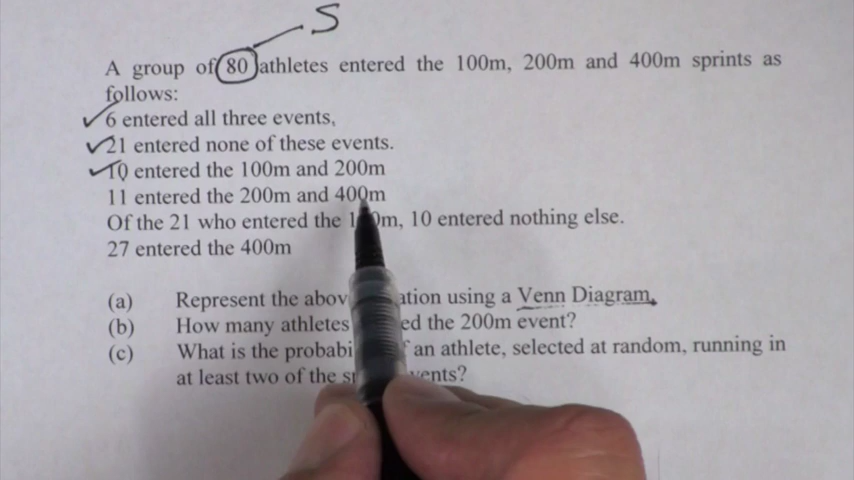 S
A group of 80 athletes entered the 100m, 200m and 400m sprints as
follows:
6 entered all three events,
21 entered none of these events.
10 entered the 100m and 200m
11 entered the 200m and 400m
Of the 21 who entered the 1 0m, 10 entered nothing else.
27 entered the 400m
(a) Represent the abov ation using a Venn Diagram.
(b) How many athletes ed the 200m event?
(c) What is the probabi f an athlete, selected at random, running in
at least two of the s vents?